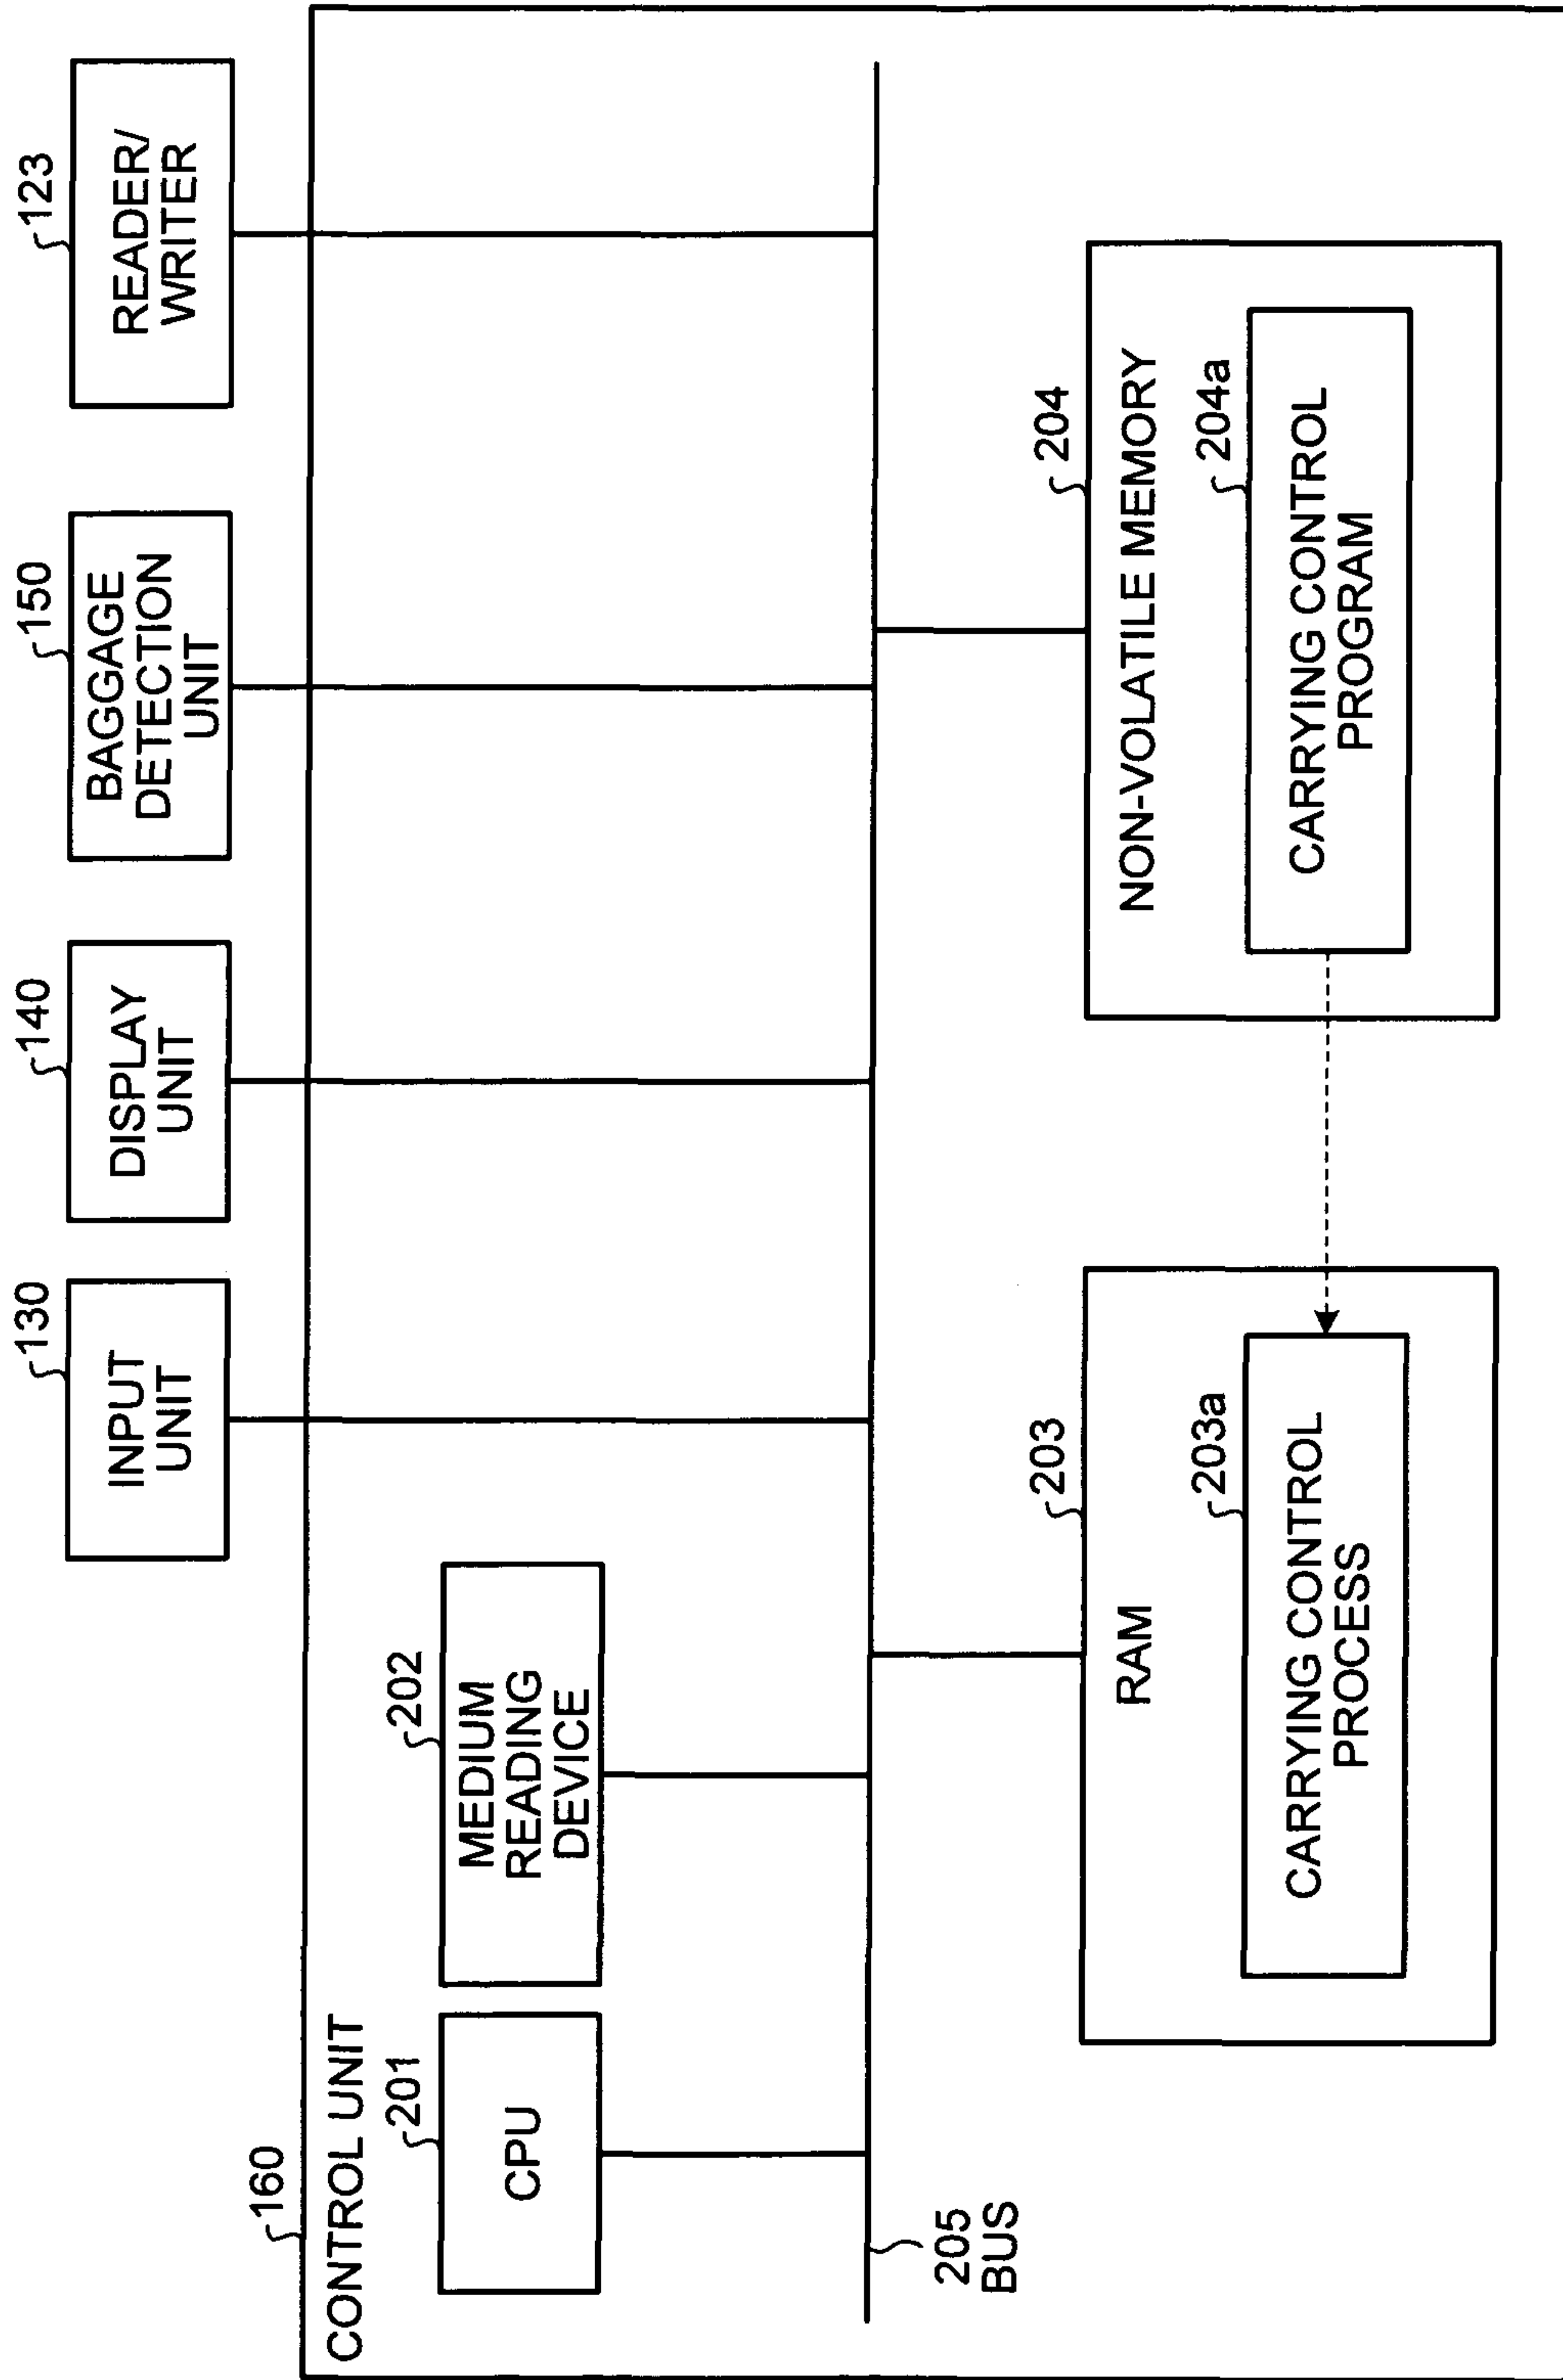 130
INPUT
UNIT
140
DISPLAY
UNIT
150
BAGGAGE
DETECTION
UNIT
123
READER/
WRITER
160
CONTROL UNIT
201
CPU
202
MEDIUM
READING
DEVICE
205
BUS
203
RAM
203a
CARRYING CONTROL
PROCESS
204
NON-VOLATILE MEMORY
204a
CARRYING CONTROL
PROGRAM